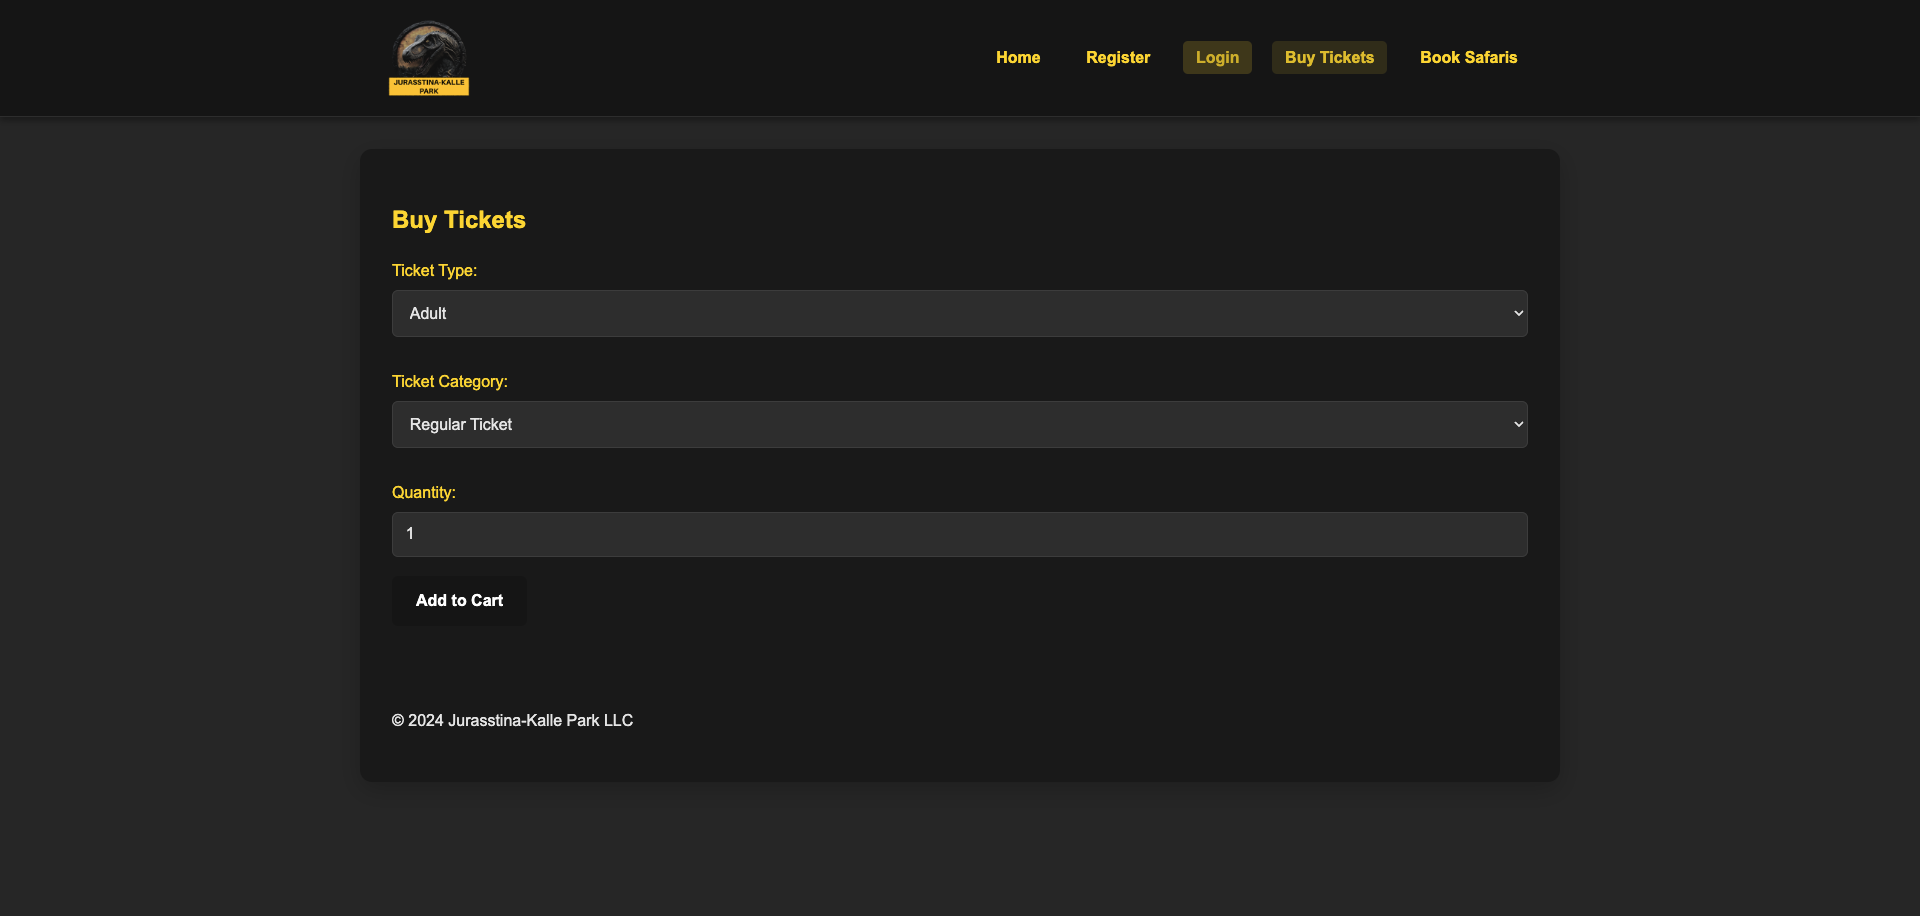 JURASSTINA-KALLE
PARK
Home
Register
Login
Buy Tickets
Book Safaris
Buy Tickets
Ticket Type:
Adult
Ticket Category:
Regular Ticket
Quantity:
1
Add to Cart
© 2024 Jurasstina-Kalle Park LLC